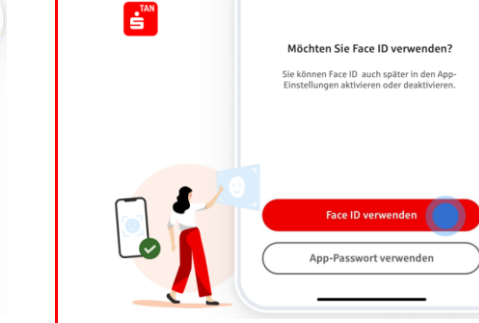 TAN
Möchten Sie Face ID verwenden?
Sie können Face ID auch später in den App-
Einstellungen aktivieren oder deaktivieren.
Face ID verwenden
App-Passwort verwenden